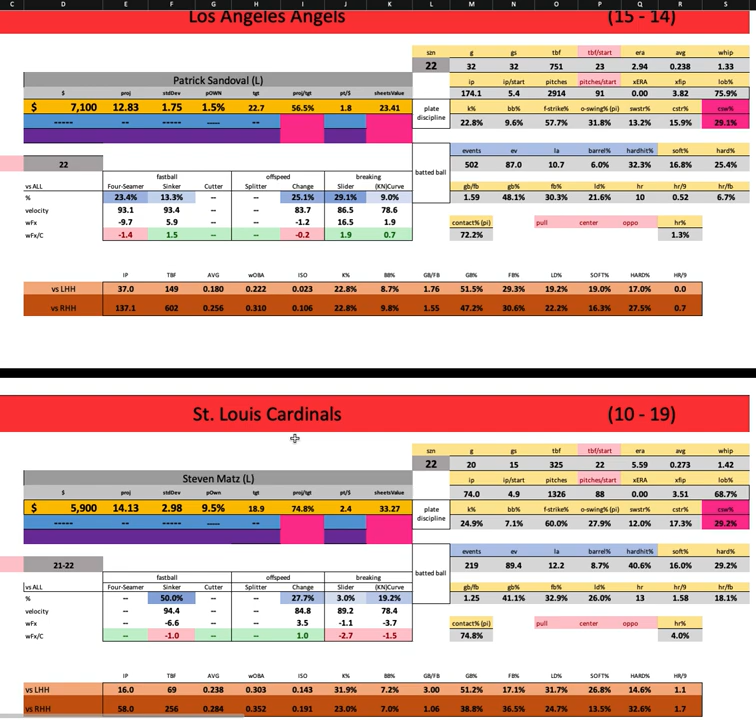 C D E F G H I J K L M N O P Q R S
Los Angeles Angels (15 - 14)
szn g gs tbf tbf/start era avg whip
22 32 32 751 23 2.94 0.238 1.33
Patrick Sandoval (L) ip ip/start pitches pitches/start xERA xfip lob%
$ proj stdDev pOWN tgt proj/tgt pt/$ sheetsValue 174.1 5.4 2914 91 0.00 3.82 75.9%
$ 7,100 12.83 1.75 1.5% 22.7 56.5% 1.8 23.41 plate discipline k% bb% f-strike% o-swing% (pi) swstr% cstr% csw%
----- -- -- ---- -- 22.8% 9.6% 57.7% 31.8% 13.2% 15.9% 29.1%
events ev la barrel% hardhit% soft% hard%
22 batted ball 502 87.0 10.7 6.0% 32.3% 16.8% 25.4%
fastball offspeed breaking
vs ALL Four-Seamer Sinker Cutter Splitter Change Slider (KN)Curve gb/fb gb% fb% ld% hr hr/9 hr/fb
% 23.4% 13.3% -- -- 25.1% 29.1% 9.0% 1.59 48.1% 30.3% 21.6% 10 0.52 6.7%
velocity 93.1 93.4 -- -- 83.7 86.5 78.6
wFx -9.7 5.9 -- -- -1.2 16.5 1.9 contact% (pi) pull center oppo hr%
wFx/C -1.4 1.5 -- -- -0.2 1.9 0.7 72.2% 1.3%
IP TBF AVG wOBA ISO K% BB% GB/FB GB% FB% LD% SOFT% HARD% HR/9
vs LHH 37.0 149 0.180 0.222 0.023 22.8% 8.7% 1.76 51.5% 29.3% 19.2% 19.0% 17.0% 0.0
vs RHH 137.1 602 0.256 0.310 0.106 22.8% 9.8% 1.55 47.2% 30.6% 22.2% 16.3% 27.5% 0.7
St. Louis Cardinals (10 - 19)
szn g gs tbf tbf/start era avg whip
22 20 15 325 22 5.59 0.273 1.42
Steven Matz (L) ip ip/start pitches pitches/start xERA xfip lob%
$ proj stdDev pOwn tgt proj/tgt pt/$ sheetsValue 74.0 4.9 1326 88 0.00 3.51 68.7%
$ 5,900 14.13 2.98 9.5% 18.9 74.8% 2.4 33.27 plate discipline k% bb% f-strike% o-swing% (pi) swstr% cstr% csw%
----- -- -- ---- -- 24.9% 7.1% 60.0% 27.9% 12.0% 17.3% 29.2%
events ev la barrel% hardhit% soft% hard%
21-22 batted ball 219 89.4 12.2 8.7% 40.6% 16.0% 29.2%
fastball offspeed breaking
vs ALL Four-Seamer Sinker Cutter Splitter Change Slider (KN)Curve gb/fb gb% fb% ld% hr hr/9 hr/fb
% -- 50.0% -- -- 27.7% 3.0% 19.2% 1.25 41.1% 32.9% 26.0% 13 1.58 18.1%
velocity -- 94.4 -- -- 84.8 89.2 78.4
wFx -- -6.6 -- -- 3.5 -1.1 -3.7 contact% (pi) pull center oppo hr%
wFx/C -- -1.0 -- -- 1.0 -2.7 -1.5 74.8% 4.0%
IP TBF AVG wOBA ISO K% BB% GB/FB GB% FB% LD% SOFT% HARD% HR/9
vs LHH 16.0 69 0.238 0.303 0.143 31.9% 7.2% 3.00 51.2% 17.1% 31.7% 26.8% 14.6% 1.1
vs RHH 58.0 256 0.284 0.352 0.191 23.0% 7.0% 1.06 38.8% 36.5% 24.7% 13.5% 32.6% 1.7